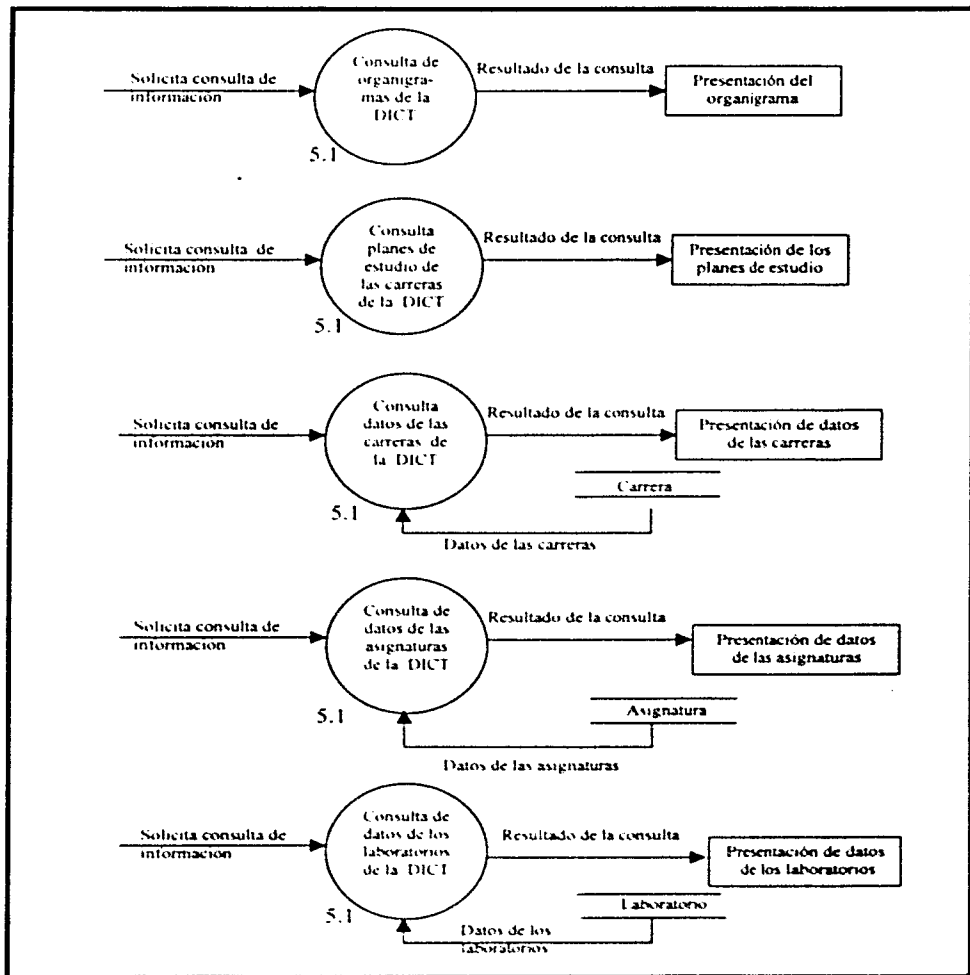 Solicita consulta de
información
Consulta de
organigra-
mas de la
DICT
5.1
Resultado de la consulta
Presentación del
organigrama
Solicita consulta de
información
Consulta
planes de
estudio de
las carreras
de la DICT
5.1
Resultado de la consulta
Presentación de los
planes de estudio
Solicita consulta de
información
Consulta
datos de las
carreras de
la DICT
5.1
Resultado de la consulta
Presentación de datos
de las carreras
Carrera
Datos de las carreras
Solicita consulta de
información
Consulta de
datos de las
asignaturas
de la DICT
5.1
Resultado de la consulta
Presentación de datos
de las asignaturas
Asignatura
Datos de las asignaturas
Solicita consulta de
información
Consulta de
datos de los
laboratorios
de la DICT
5.1
Resultado de la consulta
Presentación de datos
de los laboratorios
Laboratorio
Datos de los
laboratorios